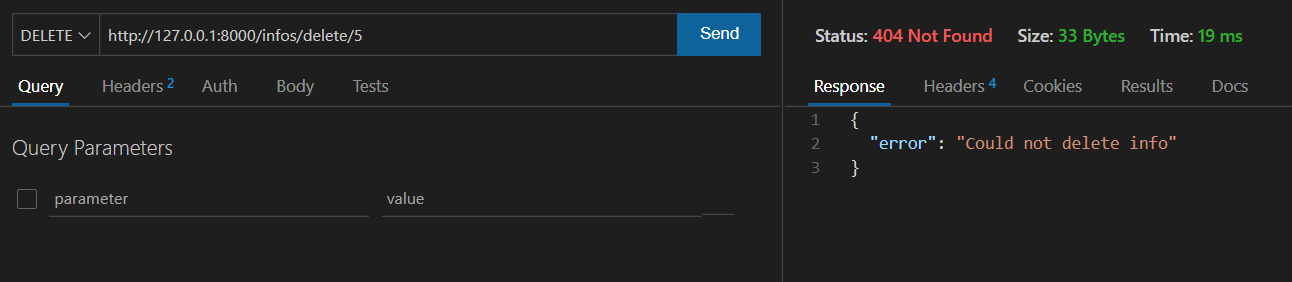 DELETE http://127.0.0.1:8000/infos/delete/5 Send
Query Headers 2 Auth Body Tests
Query Parameters
parameter value
Status: 404 Not Found Size: 33 Bytes Time: 19 ms
Response Headers 4 Cookies Results Docs
1 {
2 "error": "Could not delete info"
3 }